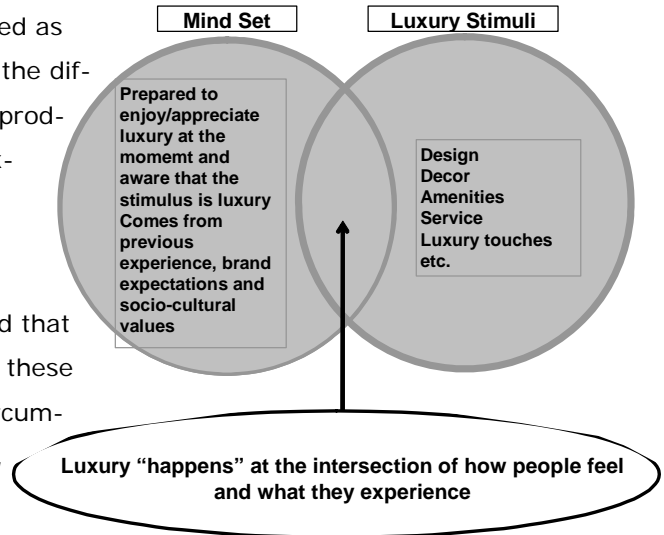 ed as
the dif-
prod-
k-
d that
these
rcum-
Mind Set
Luxury Stimuli
Prepared to
enjoy/appreciate
luxury at the
momemt and
aware that the
stimulus is luxury
Comes from
previous
experience, brand
expectations and
socio-cultural
values
Design
Decor
Amenities
Service
Luxury touches
etc.
Luxury “happens” at the intersection of how people feel
and what they experience